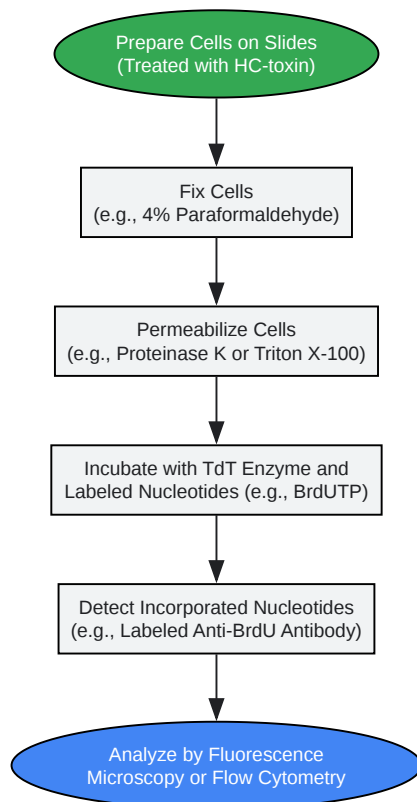 Prepare Cells on Slides
(Treated with HC-toxin)
Fix Cells
(e.g., 4% Paraformaldehyde)
Permeabilize Cells
(e.g., Proteinase K or Triton X-100)
Incubate with TdT Enzyme and
Labeled Nucleotides (e.g., BrdUTP)
Detect Incorporated Nucleotides
(e.g., Labeled Anti-BrdU Antibody)
Analyze by Fluorescence
Microscopy or Flow Cytometry